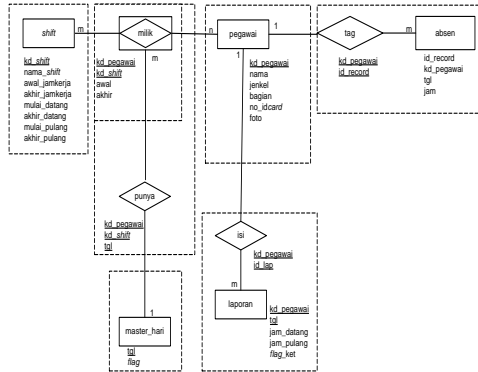 shift
m
milik
n
pegawai
1
tag
m
absen
kd_shift
nama_shift
awal_jamkerja
akhir_jamkerja
mulai_datang
akhir_datang
mulai_pulang
akhir_pulang
kd_pegawai
kd_shift
awal
akhir
m
1
kd_pegawai
nama
jenkel
bagian
no_idcard
foto
kd_pegawai
id_record
id_record
kd_pegawai
tgl
jam
punya
kd_pegawai
kd_shift
tgl
isi
kd_pegawai
id_lap
m
laporan
kd_pegawai
tgl
jam_datang
jam_pulang
flag_ket
1
master_hari
tgl
flag